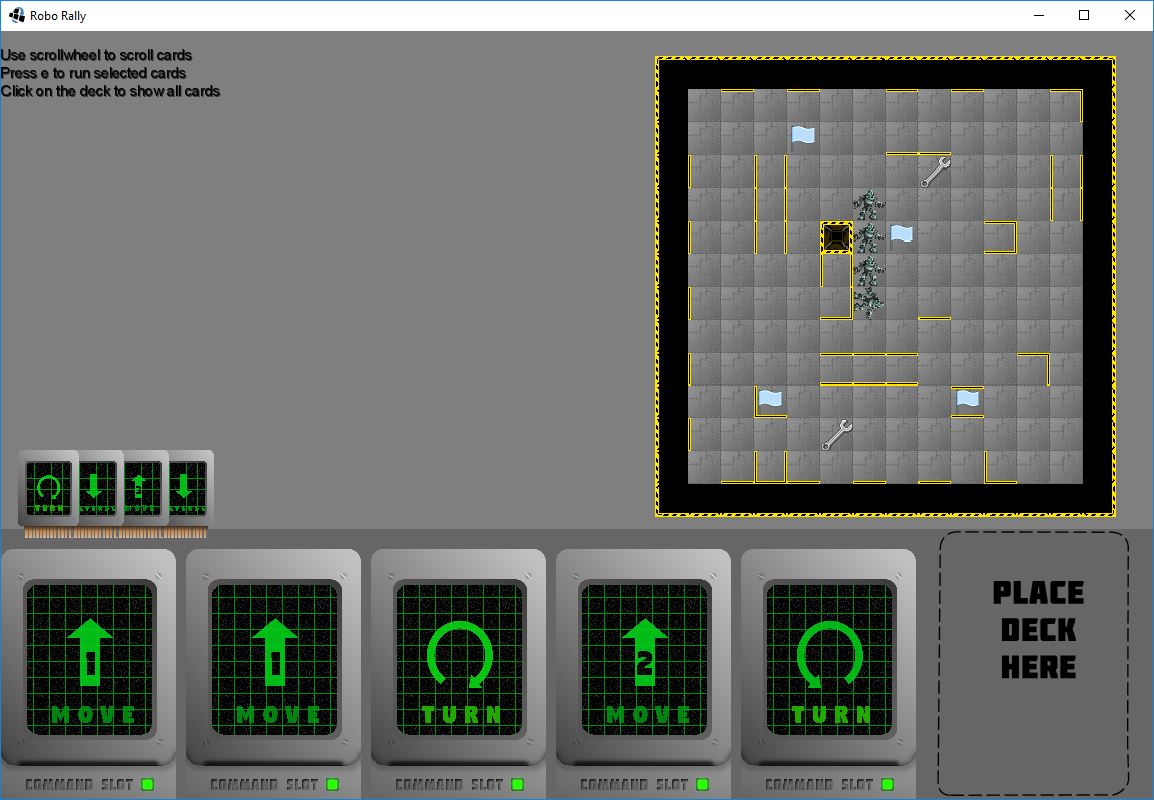 Robo Rally
Use scrollwheel to scroll cards
Press e to run selected cards
Click on the deck to show all cards
TURN
MOVE
PLACE
DECK
HERE
1
1
2
MOVE
MOVE
TURN
MOVE
TURN
COMMAND SLOT
COMMAND SLOT
COMMAND SLOT
COMMAND SLOT
COMMAND SLOT